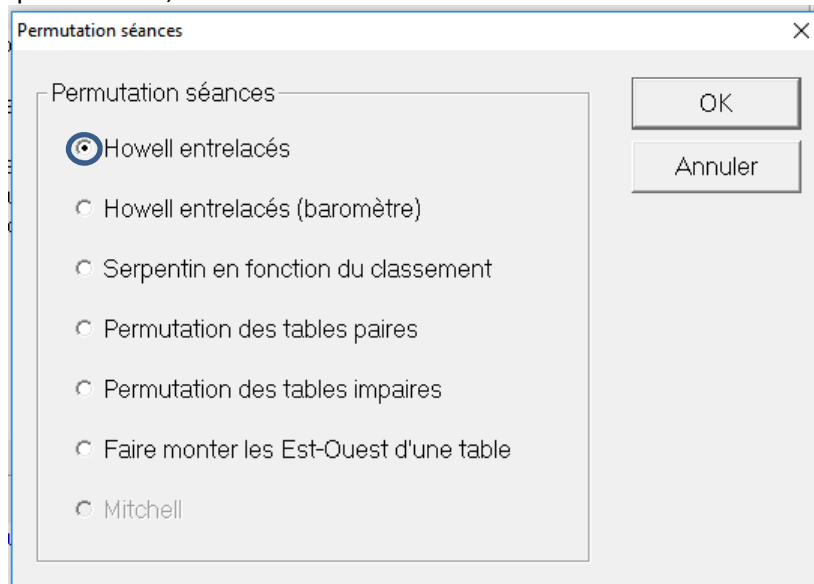 Permutation séances
Permutation séances
OK
Howell entrelacés
Annuler
Howell entrelacés (baromètre)
Serpentin en fonction du classement
Permutation des tables paires
Permutation des tables impaires
Faire monter les Est-Ouest d'une table
Mitchell